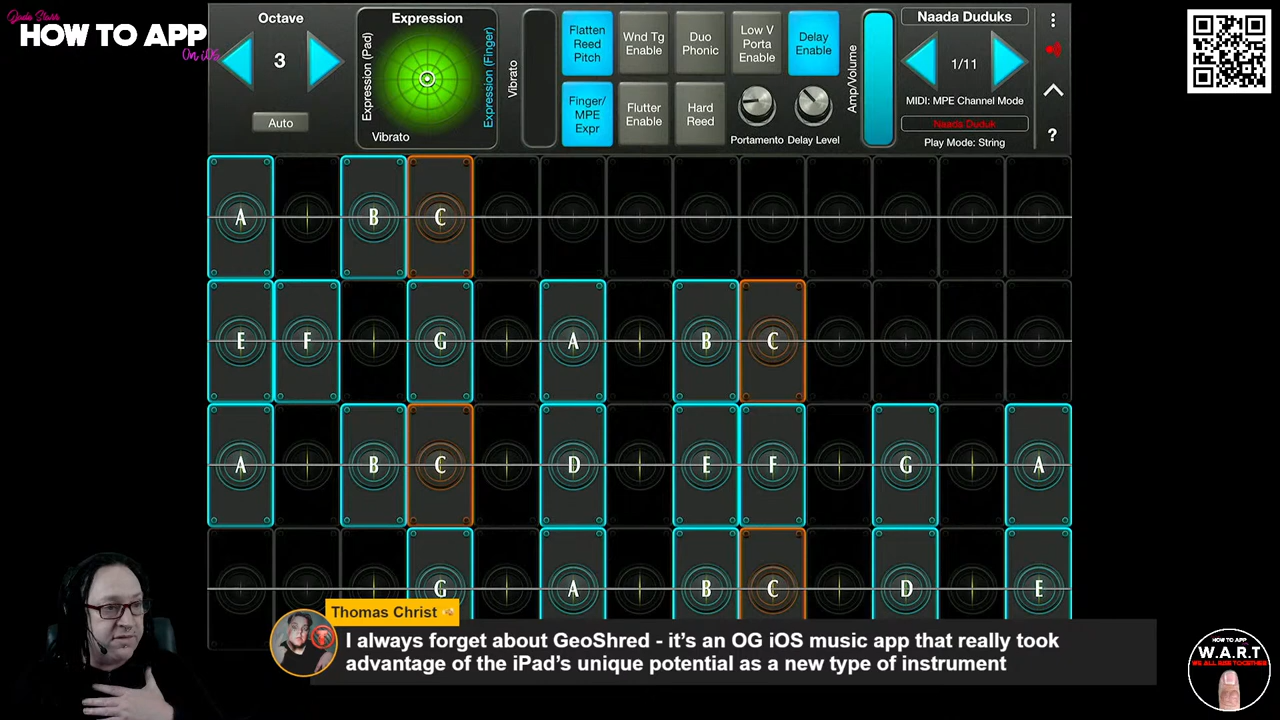 Jade Starr
HOW TO APP
On iOS
Octave
3
Auto
Expression
Expression (Pad)
Expression (Finger)
Vibrato
Vibrato
Flatten
Reed
Pitch
Wnd Tg
Enable
Duo
Phonic
Low V
Porta
Enable
Delay
Enable
Finger/
MPE
Expr
Flutter
Enable
Hard
Reed
Portamento
Delay Level
Amp/Volume
Naada Duduks
1/11
MIDI: MPE Channel Mode
Naada Duduk
Play Mode: String
?
A B C
E F G A B C
A B C D E F G A
G A B C D E
Thomas Christ
I always forget about GeoShred - it's an OG iOS music app that really took
advantage of the iPad's unique potential as a new type of instrument
HOW TO APP
W.A.R.T
WE ALL RISE TOGETHER